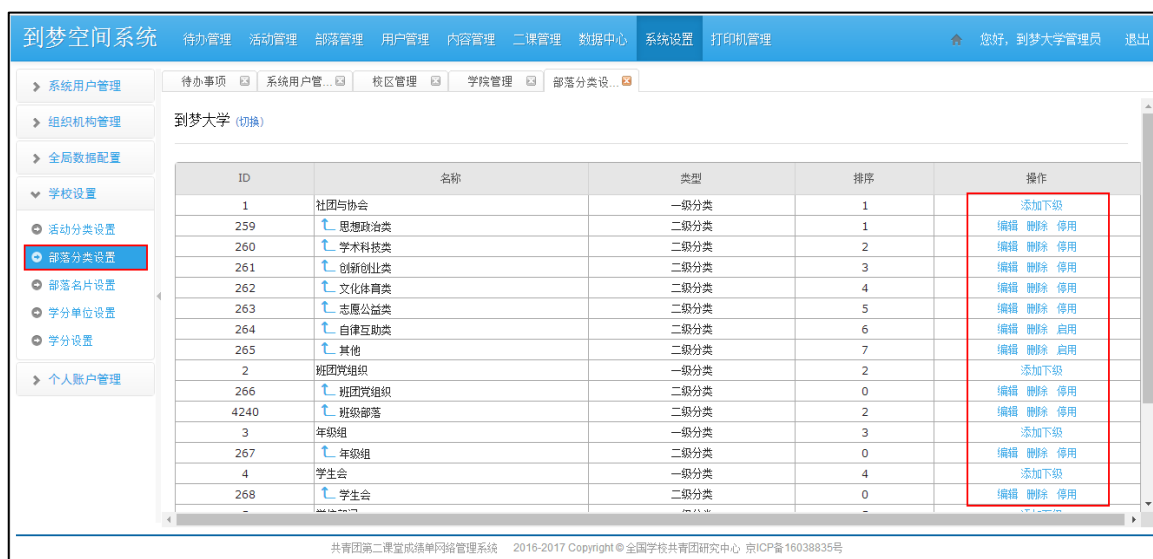 到梦空间系统 待办管理 活动管理 部落管理 用户管理 内容管理 二课管理 数据中心 系统设置 打印机管理 您好，到梦大学管理员 退出
待办事项 系统用户管... 校区管理 学院管理 部落分类设...
系统用户管理
组织机构管理
全局数据配置
学校设置
活动分类设置
部落分类设置
部落名片设置
学分单位设置
学分设置
个人账户管理
到梦大学 (切换)
ID 名称 类型 排序 操作
1 社团与协会 一级分类 1 添加下级
259 思想政治类 二级分类 1 编辑 删除 停用
260 学术科技类 二级分类 2 编辑 删除 停用
261 创新创业类 二级分类 3 编辑 删除 停用
262 文化体育类 二级分类 4 编辑 删除 停用
263 志愿公益类 二级分类 5 编辑 删除 停用
264 自律互助类 二级分类 6 编辑 删除 启用
265 其他 二级分类 7 编辑 删除 启用
2 班团党组织 一级分类 2 添加下级
266 班团党组织 二级分类 0 编辑 删除 停用
4240 班级部落 二级分类 2 编辑 删除 停用
3 年级组 一级分类 3 添加下级
267 年级组 二级分类 0 编辑 删除 停用
4 学生会 一级分类 4 添加下级
268 学生会 二级分类 0 编辑 删除 停用
共青团第二课堂成绩单网络管理系统 2016-2017 Copyright © 全国学校共青团研究中心 京ICP备16038835号